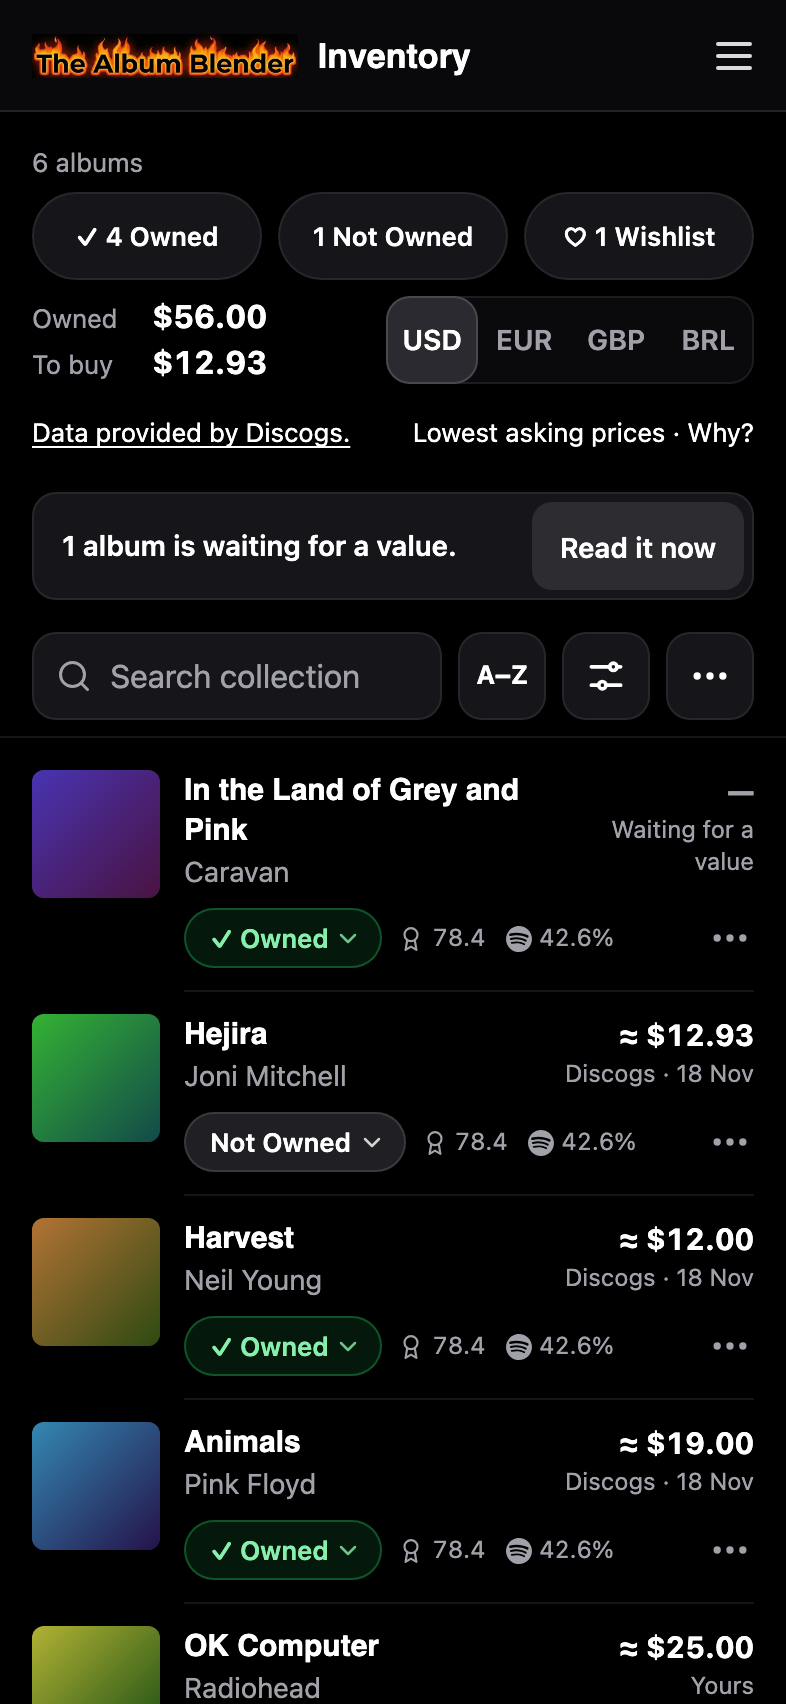 The Album Blender Inventory
6 albums
✓ 4 Owned
1 Not Owned
♡ 1 Wishlist
Owned $56.00
To buy $12.93
USD EUR GBP BRL
Data provided by Discogs.
Lowest asking prices · Why?
1 album is waiting for a value.
Read it now
Search collection
A–Z
In the Land of Grey and
Pink
—
Waiting for a
value
Caravan
✓ Owned 78.4 42.6%
Hejira ≈ $12.93
Joni Mitchell Discogs · 18 Nov
Not Owned 78.4 42.6%
Harvest ≈ $12.00
Neil Young Discogs · 18 Nov
✓ Owned 78.4 42.6%
Animals ≈ $19.00
Pink Floyd Discogs · 18 Nov
✓ Owned 78.4 42.6%
OK Computer ≈ $25.00
Radiohead Yours